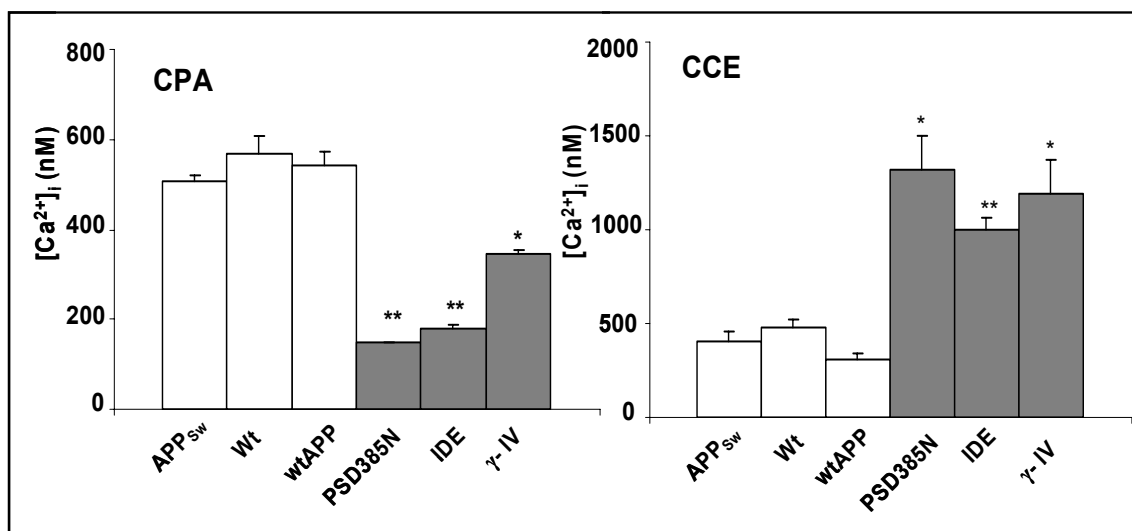 CPA
[Ca²⁺]ᵢ (nM)
800
600
400
200
0
**
**
*
APPSw
Wt
wtAPP
PSD385N
IDE
γ- IV
CCE
[Ca²⁺]ᵢ (nM)
2000
1500
1000
500
0
*
**
*
APPSw
Wt
wtAPP
PSD385N
IDE
γ- IV